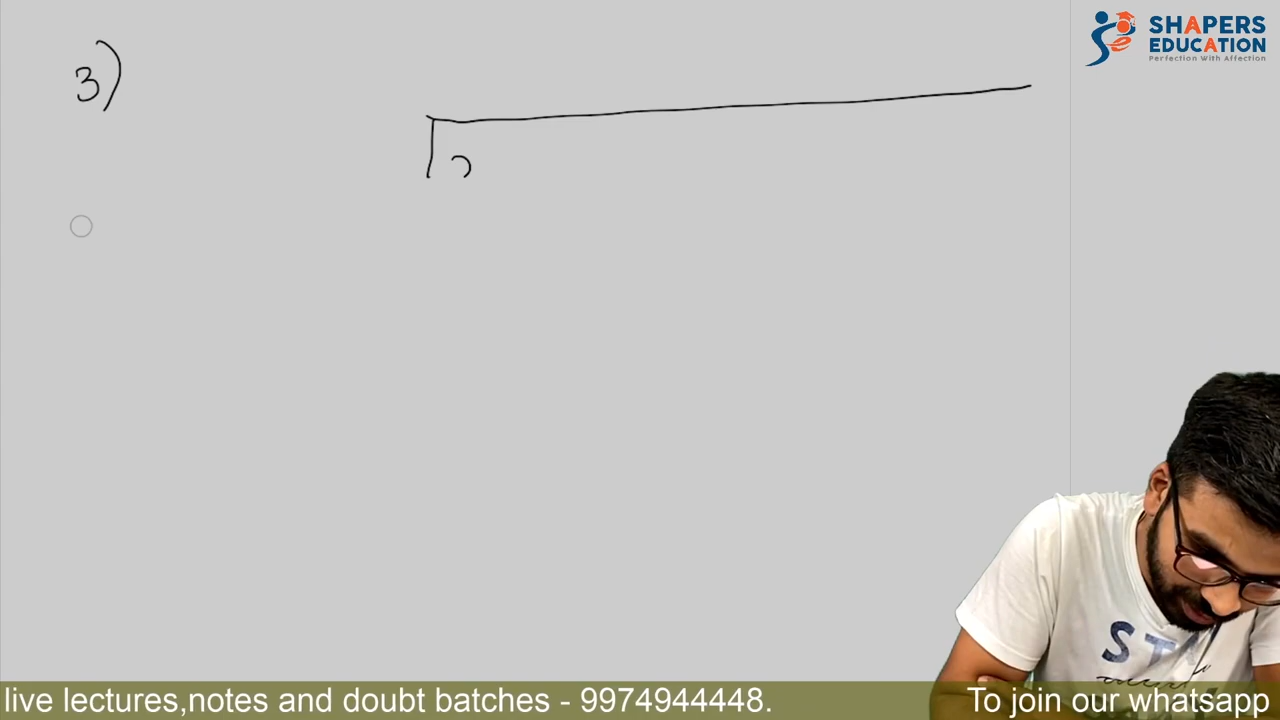 SHAPERS
EDUCATION
Perfection With Affection
3)
live lectures,notes and doubt batches - 9974944448.
To join our whatsapp